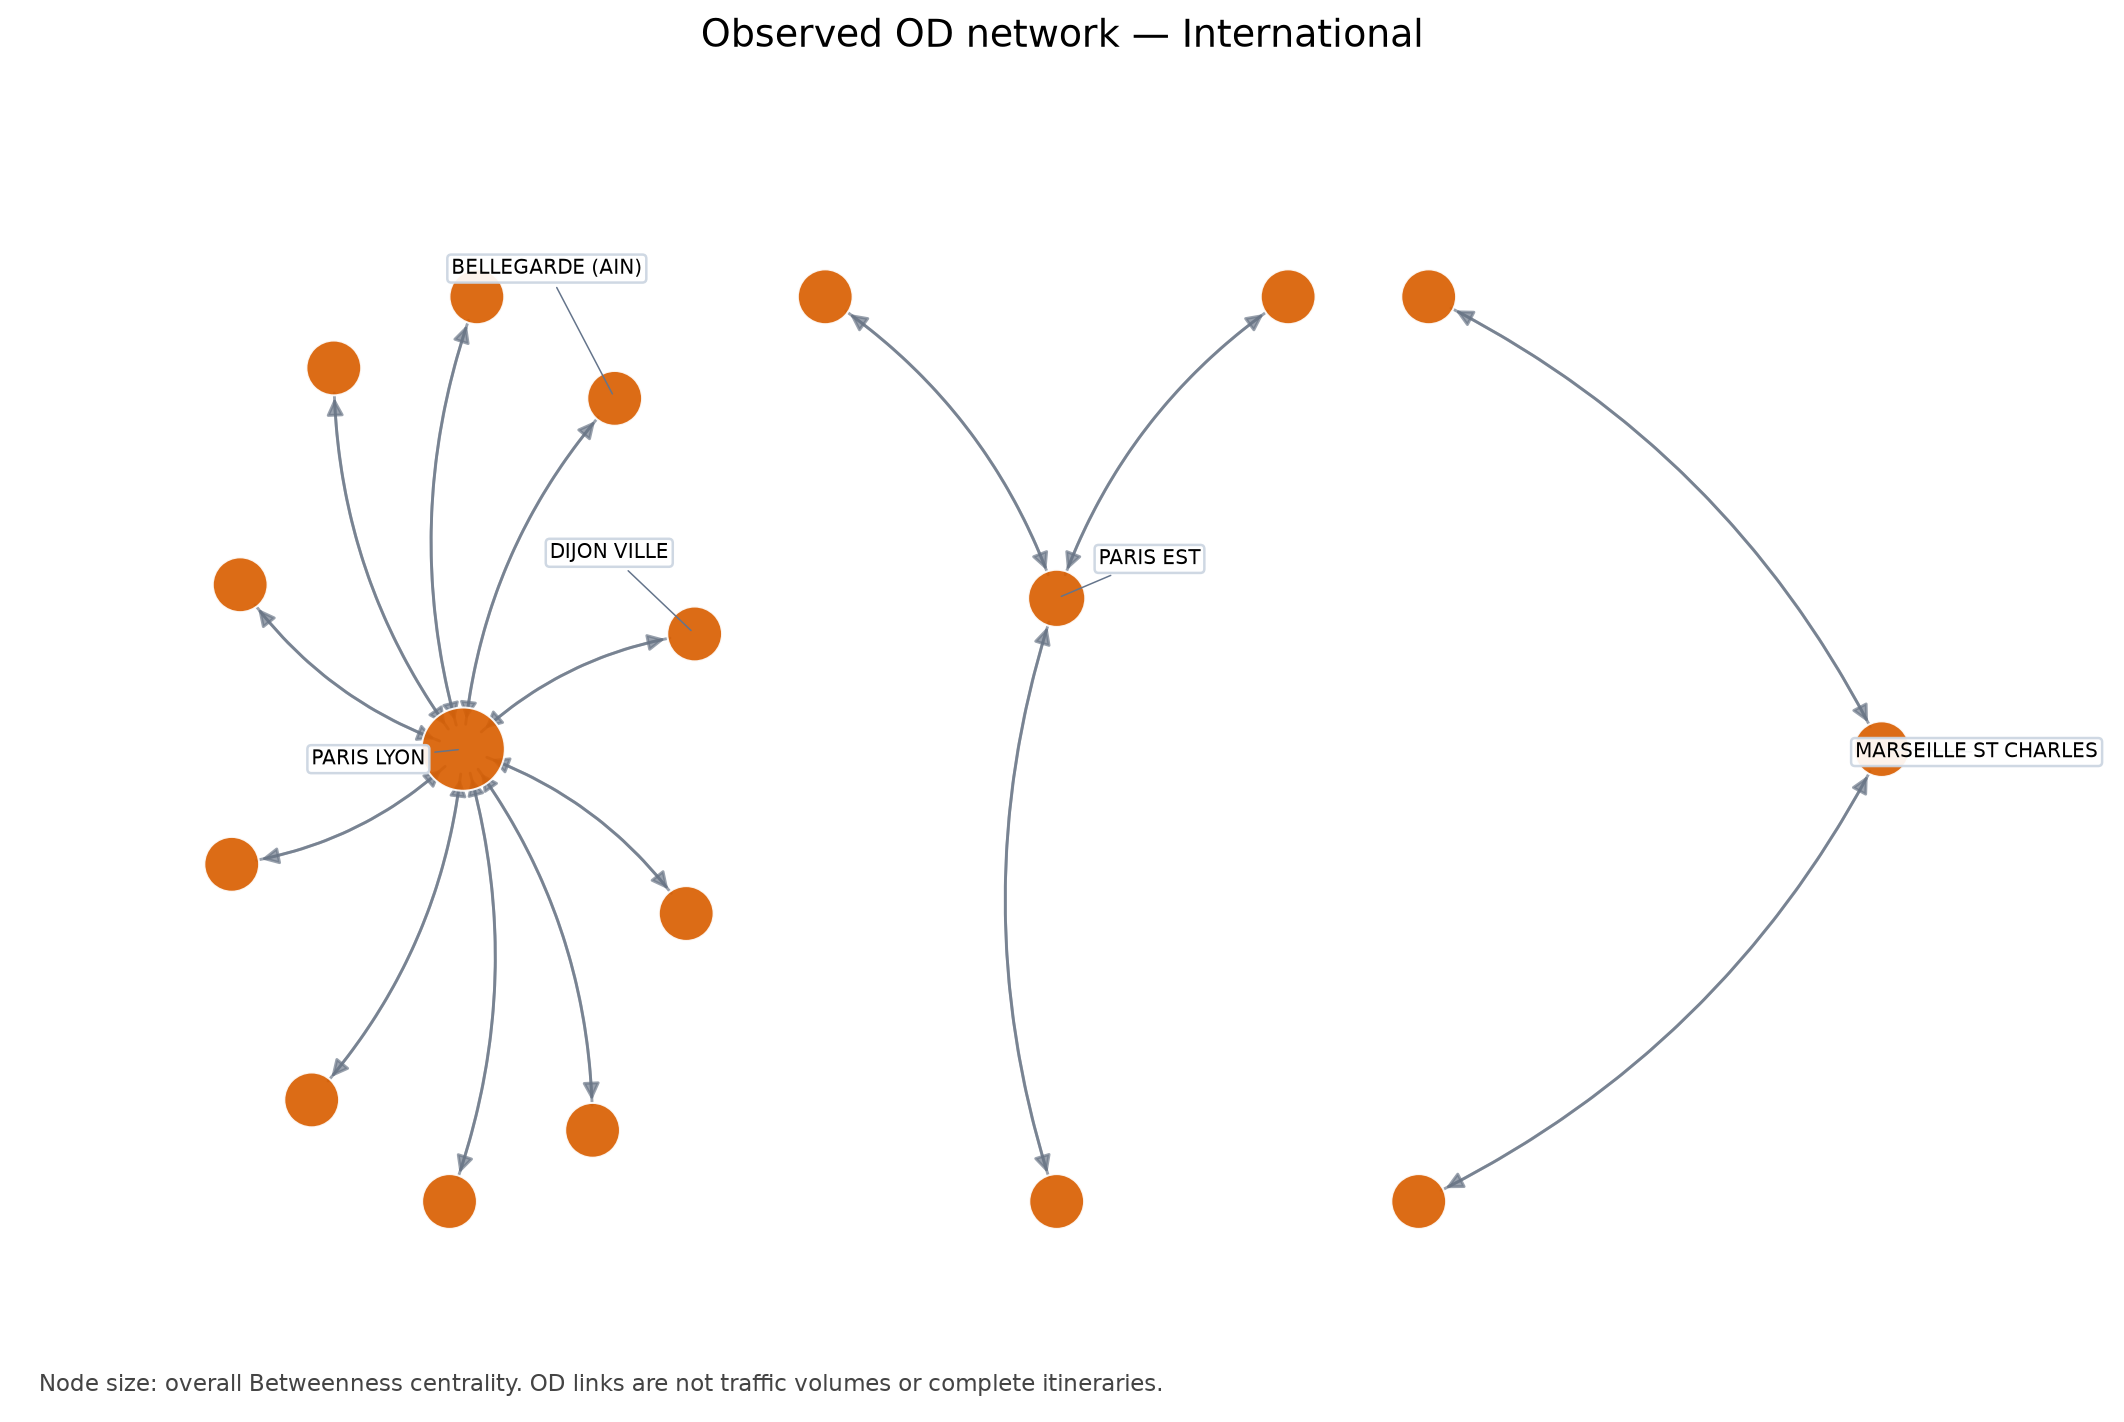 Observed OD network — International
BELLEGARDE (AIN)
DIJON VILLE
PARIS EST
PARIS LYON
MARSEILLE ST CHARLES
Node size: overall Betweenness centrality. OD links are not traffic volumes or complete itineraries.